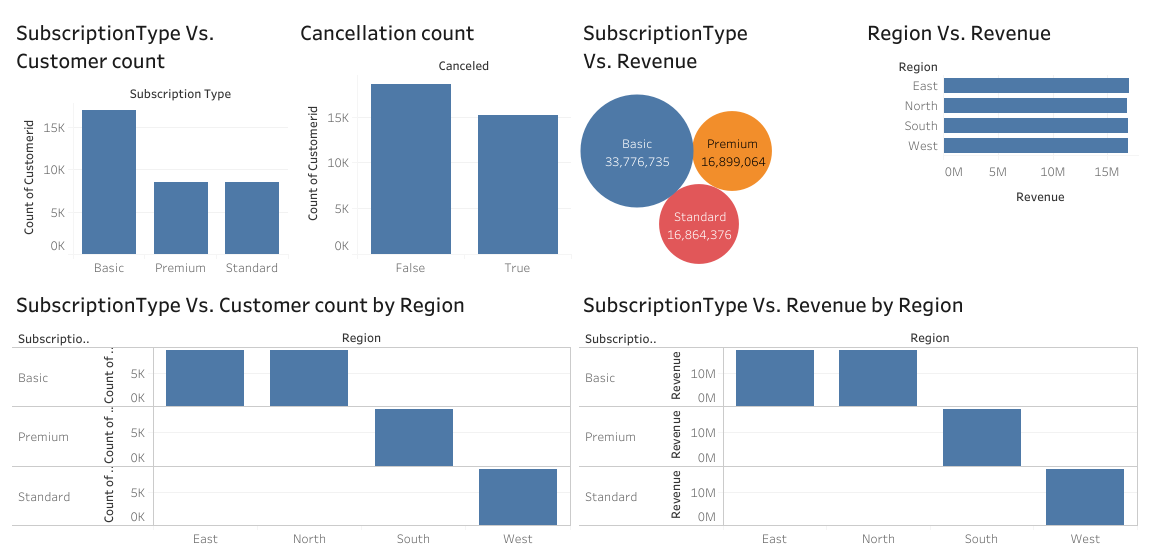 SubscriptionType Vs.
Customer count
Subscription Type
Count of Customerid
15K
10K
5K
0K
Basic
Premium
Standard
Cancellation count
Canceled
Count of Customerid
15K
10K
5K
0K
False
True
SubscriptionType
Vs. Revenue
Basic
33,776,735
Premium
16,899,064
Standard
16,864,376
Region Vs. Revenue
Region
East
North
South
West
0M
5M
10M
15M
Revenue
SubscriptionType Vs. Customer count by Region
Subscriptio..
Region
Basic
Count of ..
5K
0K
Premium
Count of ..
5K
0K
Standard
Count of ..
5K
0K
East
North
South
West
SubscriptionType Vs. Revenue by Region
Subscriptio..
Region
Basic
Revenue
10M
0M
Premium
Revenue
10M
0M
Standard
Revenue
10M
0M
East
North
South
West